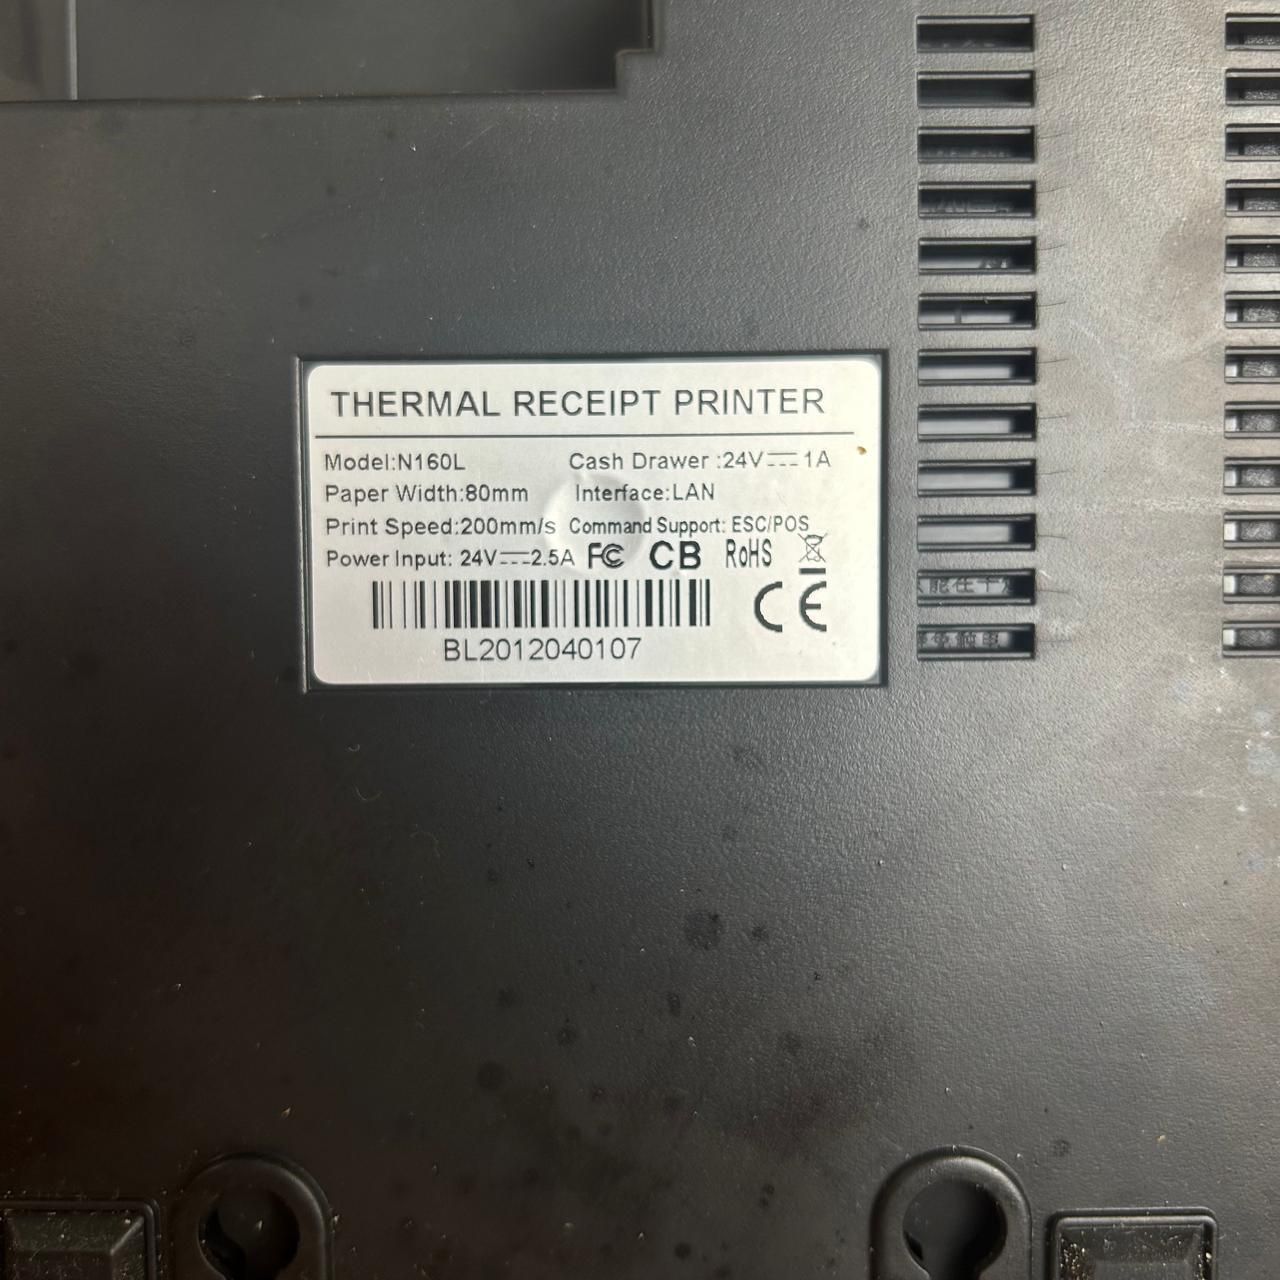 THERMAL RECEIPT PRINTER
Model:N160L Cash Drawer :24V⎓1A
Paper Width:80mm Interface:LAN
Print Speed:200mm/s Command Support: ESC/POS
Power Input: 24V⎓2.5A FC CB RoHS
CE
BL2012040107